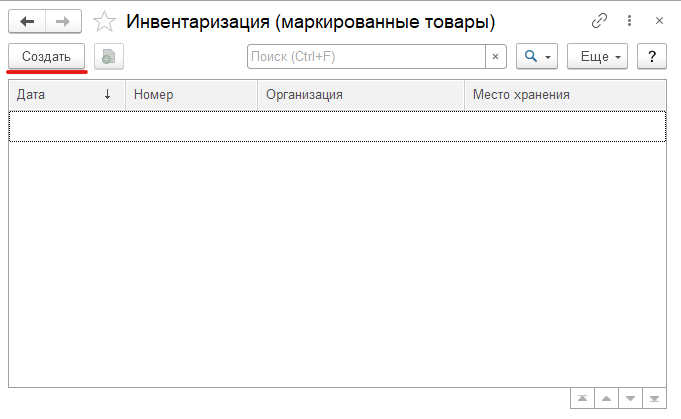 Инвентаризация (маркированные товары)
Создать Поиск (Ctrl+F) × Еще ?
Дата ↓ Номер Организация Место хранения